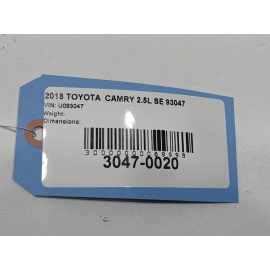 2018 TOYOTA CAMRY 2.5L SE 93047
VIN: U093047
Weight:
Dimensions:
3047-0020